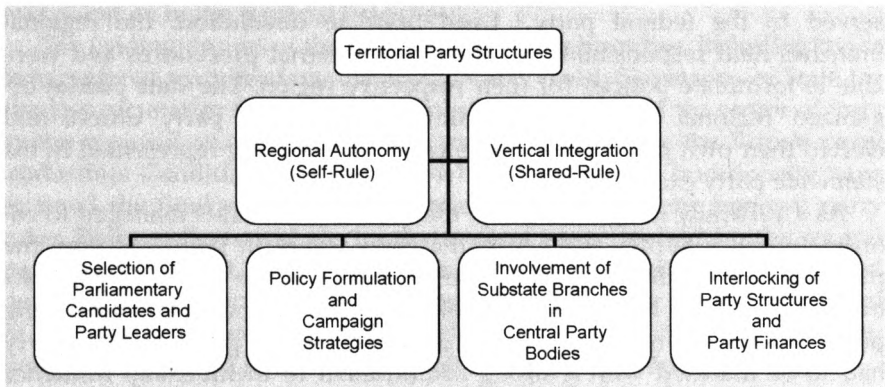 Territorial Party Structures
Regional Autonomy
(Self-Rule)
Vertical Integration
(Shared-Rule)
Selection of
Parliamentary
Candidates and
Party Leaders
Policy Formulation
and
Campaign
Strategies
Involvement of
Substate Branches
in
Central Party
Bodies
Interlocking of
Party Structures
and
Party Finances